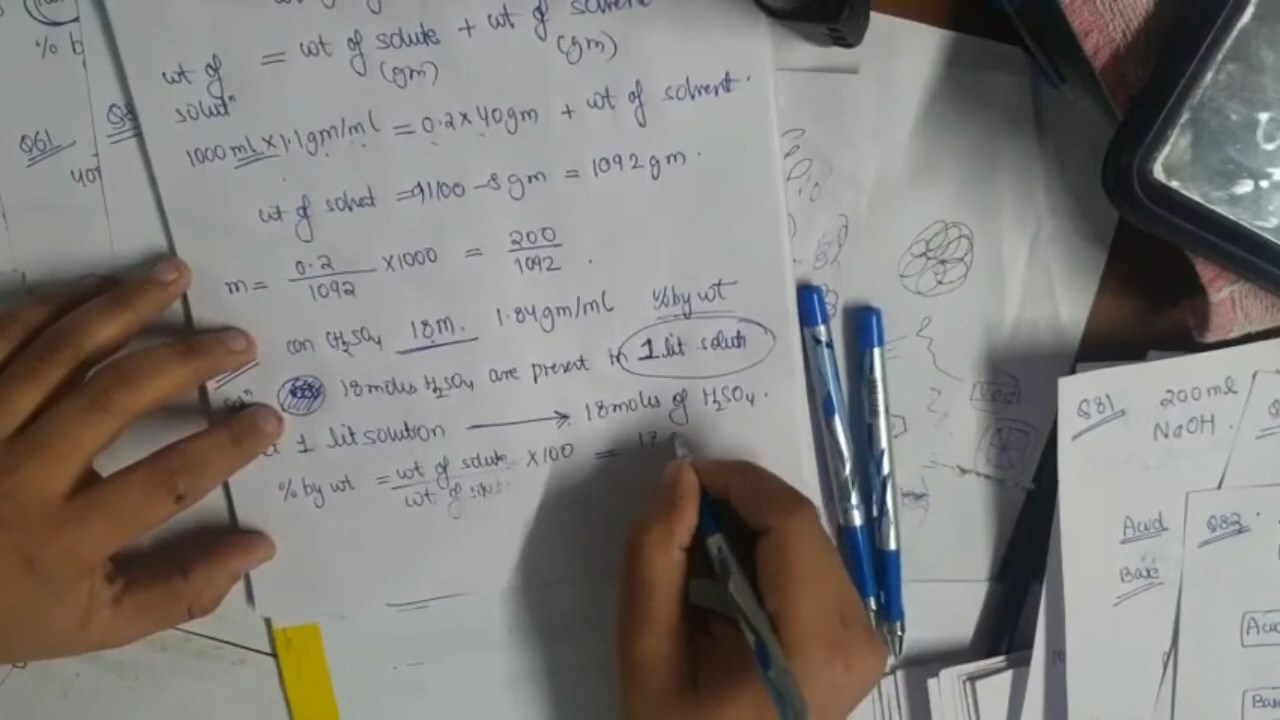 % b
Q61
wt of solutⁿ = wt of solute (gm) + wt of solvent (gm)
1000 ml × 1.1 gm/ml = 0.2 × 40 gm + wt of solvent.
wt of solvet = 1100 - 8 gm = 1092 gm.
m = 0.2/1092 × 1000 = 200/1092.
con H₂SO₄ 18M. 1.84 gm/ml % by wt
18 moles H₂SO₄ are present in 1 lit solutn
1 lit solution → 18 moles of H₂SO₄.
% by wt = wt of solute / wt of × 100 =
Q81 200 ml
NaOH.
Acid
Base
Q82.